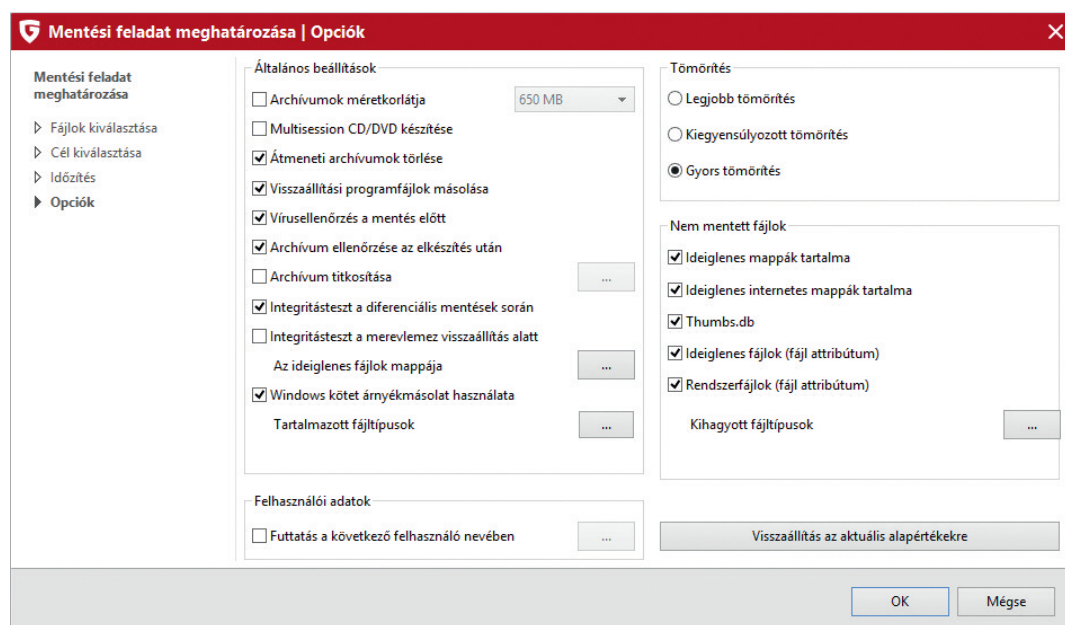 Mentési feladat meghatározása | Opciók
Mentési feladat
meghatározása
Fájlok kiválasztása
Cél kiválasztása
Időzítés
Opciók
Általános beállítások
Archívumok méretkorlátja
650 MB
Multisession CD/DVD készítése
Átmeneti archívumok törlése
Visszaállítási programfájlok másolása
Vírusellenőrzés a mentés előtt
Archívum ellenőrzése az elkészítés után
Archívum titkosítása
...
Integritásteszt a diferenciális mentések során
Integritásteszt a merevlemez visszaállítás alatt
Az ideiglenes fájlok mappája
...
Windows kötet árnyékmásolat használata
Tartalmazott fájltípusok
...
Felhasználói adatok
Futtatás a következő felhasználó nevében
...
Tömörítés
Legjobb tömörítés
Kiegyensúlyozott tömörítés
Gyors tömörítés
Nem mentett fájlok
Ideiglenes mappák tartalma
Ideiglenes internetes mappák tartalma
Thumbs.db
Ideiglenes fájlok (fájl attribútum)
Rendszerfájlok (fájl attribútum)
Kihagyott fájltípusok
...
Visszaállítás az aktuális alapértékekre
OK
Mégse